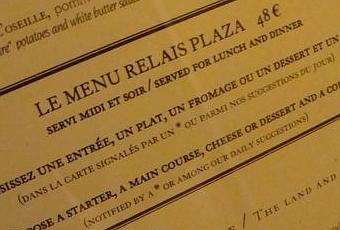 'OSEILLE, POMM
re" potatoes and white butter sauce
LE MENU RELAIS PLAZA 48 €
SERVI MIDI ET SOIR / SERVED FOR LUNCH AND DINNER
SISSEZ UNE ENTRÉE, UN PLAT, UN FROMAGE OU UN DESSERT ET UN
(DANS LA CARTE SIGNALÉS PAR UN * OU PARMI NOS SUGGESTIONS DU JOUR)
OSE A STARTER, A MAIN COURSE, CHEESE OR DESSERT AND A CO
(NOTIFIED BY A * OR AMONG OUR DAILY SUGGESTIONS)
/ THE LAND AND